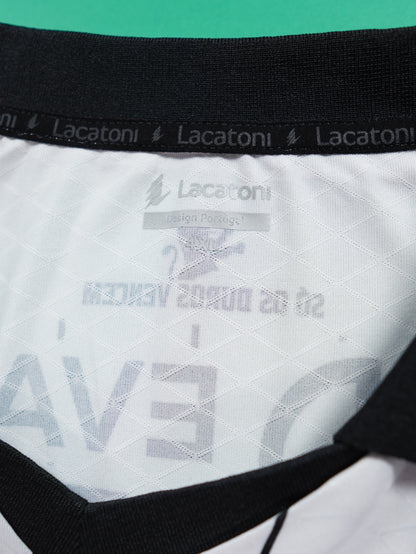 Lacatoni Lacatoni Lacatoni
Lacatoni
Design Portugal
SÓ OS DUROS VENCEM